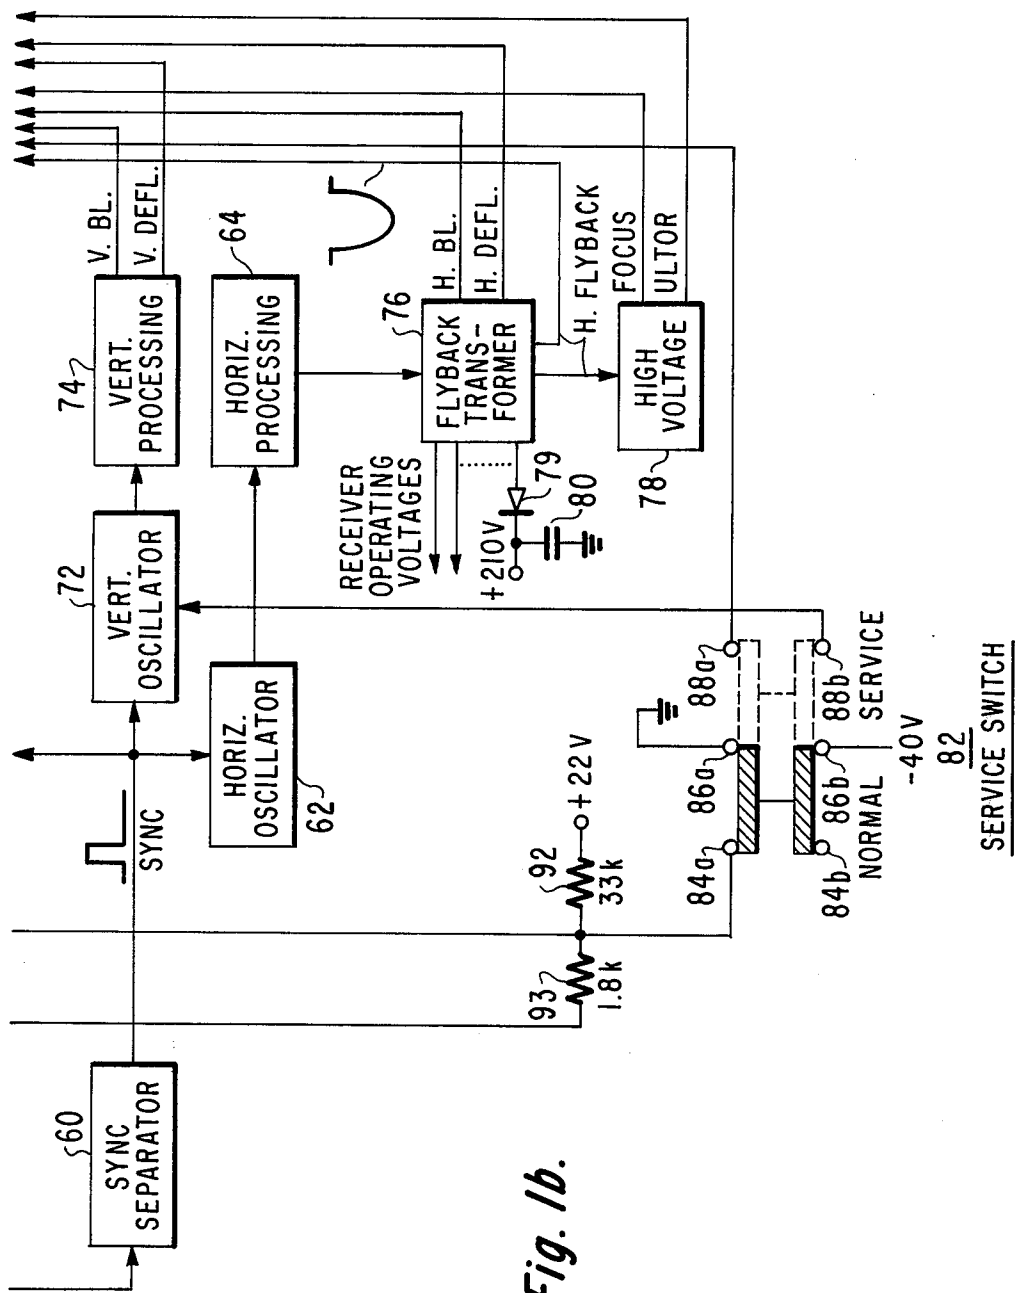 60
SYNC
SEPARATOR
SYNC
72
VERT.
OSCILLATOR
74
VERT.
PROCESSING
V. BL.
V. DEFL.
62
HORIZ.
OSCILLATOR
64
HORIZ.
PROCESSING
RECEIVER
OPERATING
VOLTAGES
76
FLYBACK
TRANS-
FORMER
H. BL.
H. DEFL.
H. FLYBACK
+210V
79
80
78
HIGH
VOLTAGE
FOCUS
ULTOR
93
1.8k
92
33k
+22V
84a
86a
88a
84b
86b
88b
NORMAL
SERVICE
-40V
82
SERVICE SWITCH
Fig. 1b.